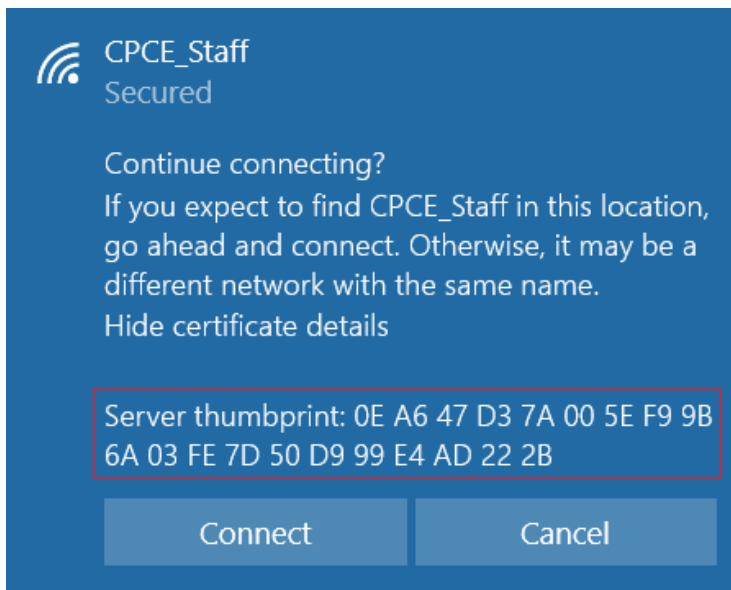 CPCE_Staff
Secured
Continue connecting?
If you expect to find CPCE_Staff in this location,
go ahead and connect. Otherwise, it may be a
different network with the same name.
Hide certificate details
Server thumbprint: 0E A6 47 D3 7A 00 5E F9 9B
6A 03 FE 7D 50 D9 99 E4 AD 22 2B
Connect
Cancel